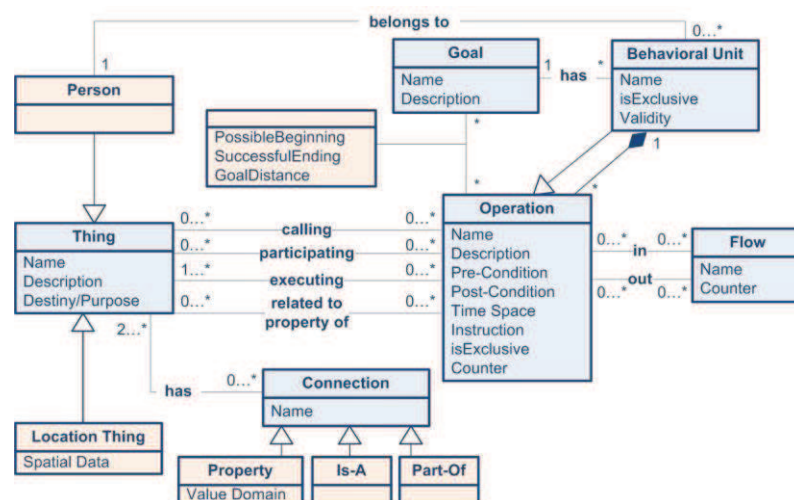 belongs to
1
0...*
Person
Goal
Name
Description
1
has
*
Behavioral Unit
Name
isExclusive
Validity
1
PossibleBeginning
SuccessfulEnding
GoalDistance
*
*
*
Thing
Name
Description
Destiny/Purpose
0...*
calling
0...*
0...*
participating
0...*
1...*
executing
0...*
0...*
related to
property of
0...*
Operation
Name
Description
Pre-Condition
Post-Condition
Time Space
Instruction
isExclusive
Counter
0...*
in
0...*
0...*
out
0...*
Flow
Name
Counter
2...*
has
0...*
Connection
Name
Location Thing
Spatial Data
Property
Value Domain
Is-A
Part-Of